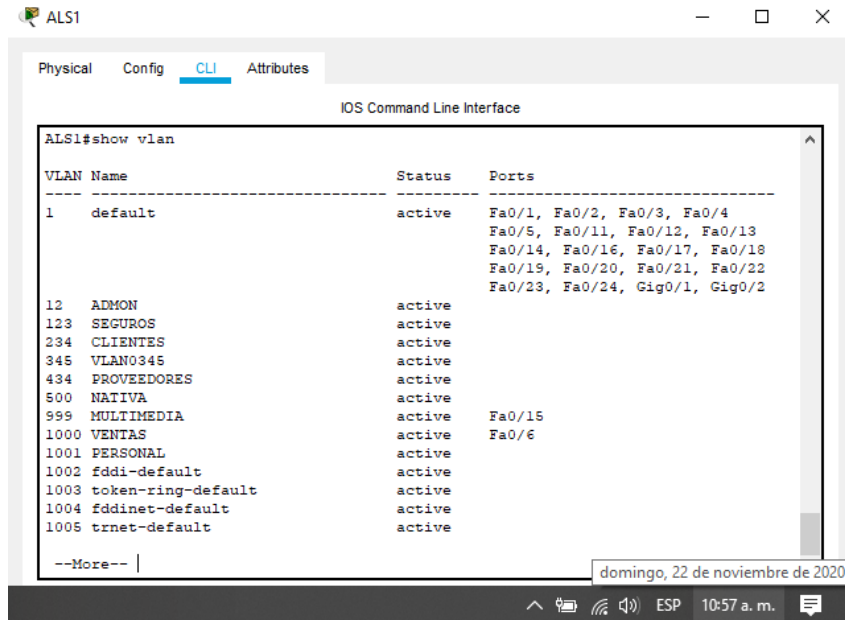 ALS1
Physical Config CLI Attributes
IOS Command Line Interface
ALS1#show vlan
VLAN Name Status Ports
---- -------------------------------- --------- -------------------------------
1 default active Fa0/1, Fa0/2, Fa0/3, Fa0/4
Fa0/5, Fa0/11, Fa0/12, Fa0/13
Fa0/14, Fa0/16, Fa0/17, Fa0/18
Fa0/19, Fa0/20, Fa0/21, Fa0/22
Fa0/23, Fa0/24, Gig0/1, Gig0/2
12 ADMON active
123 SEGUROS active
234 CLIENTES active
345 VLAN0345 active
434 PROVEEDORES active
500 NATIVA active
999 MULTIMEDIA active Fa0/15
1000 VENTAS active Fa0/6
1001 PERSONAL active
1002 fddi-default active
1003 token-ring-default active
1004 fddinet-default active
1005 trnet-default active
--More--
domingo, 22 de noviembre de 2020
ESP 10:57 a. m.